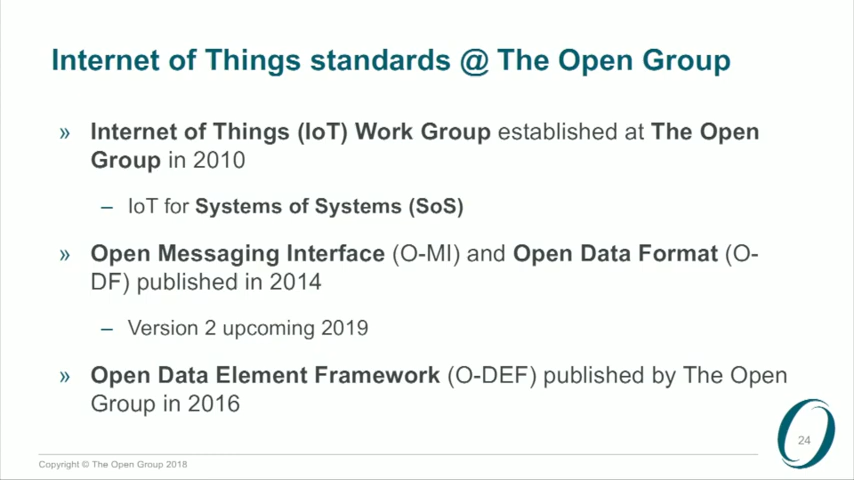 Internet of Things standards @ The Open Group
» Internet of Things (IoT) Work Group established at The Open
Group in 2010
– IoT for Systems of Systems (SoS)
» Open Messaging Interface (O-MI) and Open Data Format (O-
DF) published in 2014
– Version 2 upcoming 2019
» Open Data Element Framework (O-DEF) published by The Open
Group in 2016
24
Copyright © The Open Group 2018